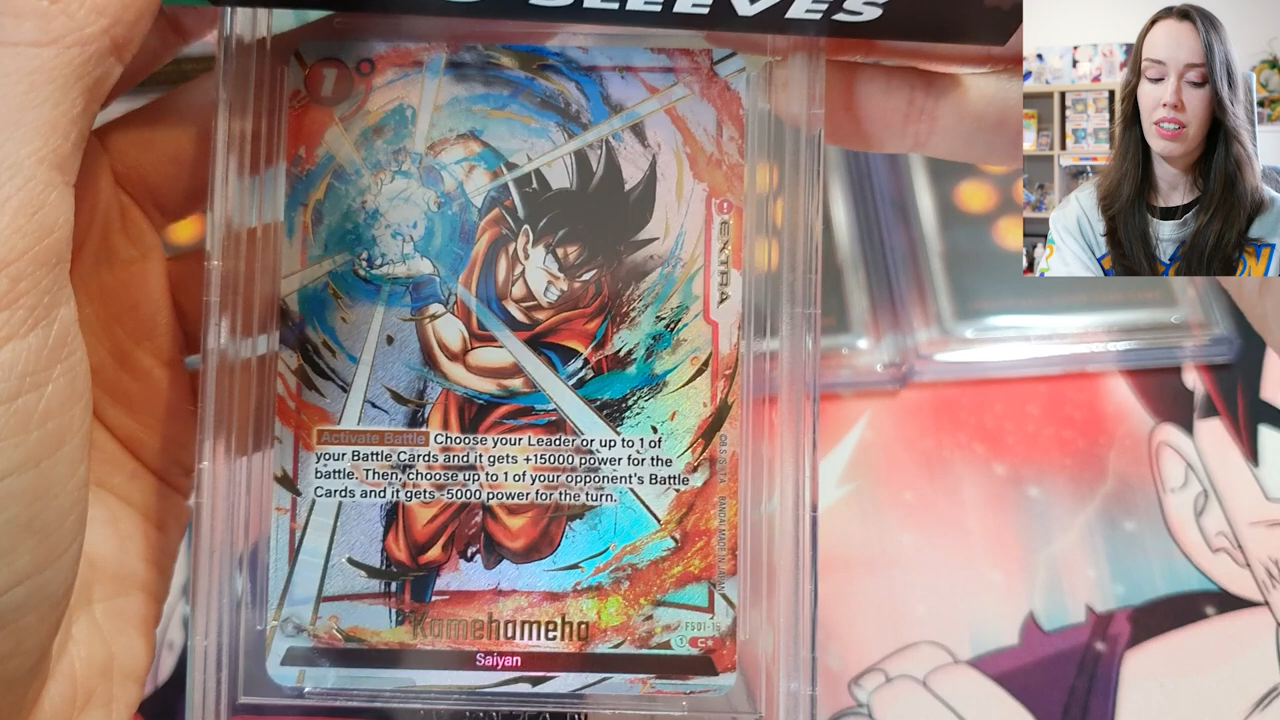 SLEEVES
1
EXTRA
Activate Battle Choose your Leader or up to 1 of
your Battle Cards and it gets +15000 power for the
battle. Then, choose up to 1 of your opponent's Battle
Cards and it gets -5000 power for the turn.
BANDAI MADE IN JAPAN
Kamehameha
1 C★
Saiyan